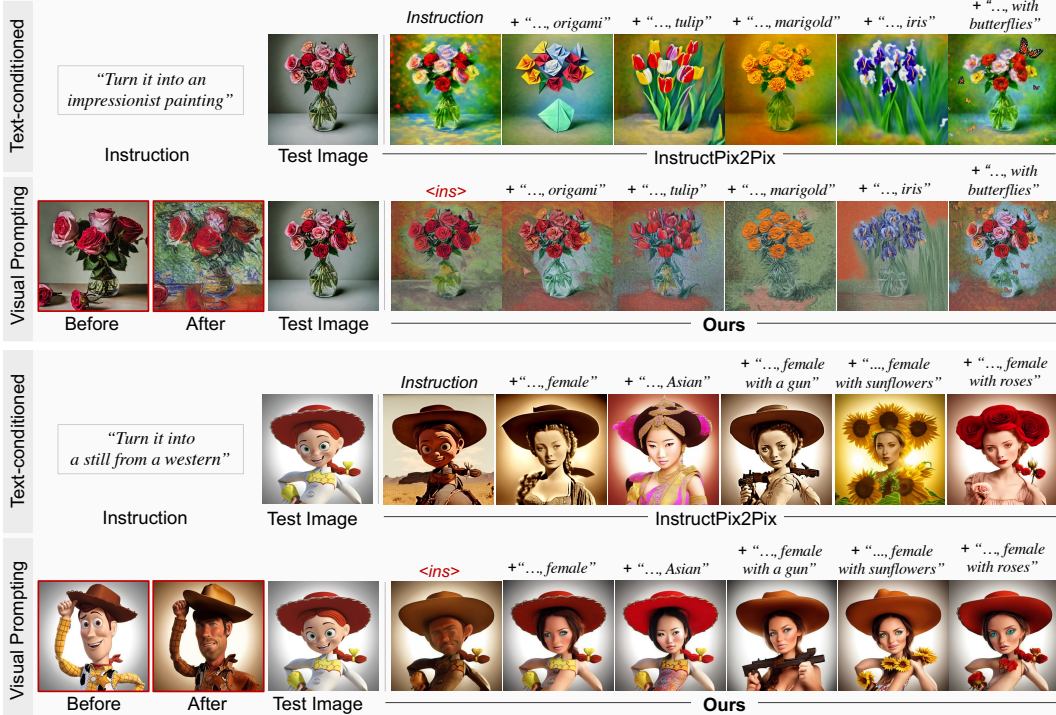 Text-conditioned
"Turn it into an
impressionist painting"
Instruction
Test Image
Instruction
+ "…, origami"
+ "…, tulip"
+ "…, marigold"
+ "…, iris"
+ "…, with
butterflies"
InstructPix2Pix
Visual Prompting
Before
After
Test Image
<ins>
+ "…, origami"
+ "…, tulip"
+ "…, marigold"
+ "…, iris"
+ "…, with
butterflies"
Ours
Text-conditioned
"Turn it into
a still from a western"
Instruction
Test Image
Instruction
+"…, female"
+ "…, Asian"
+ "…, female
with a gun"
+ "..., female
with sunflowers"
+ "…, female
with roses"
InstructPix2Pix
Visual Prompting
Before
After
Test Image
<ins>
+"…, female"
+ "…, Asian"
+ "…, female
with a gun"
+ "..., female
with sunflowers"
+ "…, female
with roses"
Ours